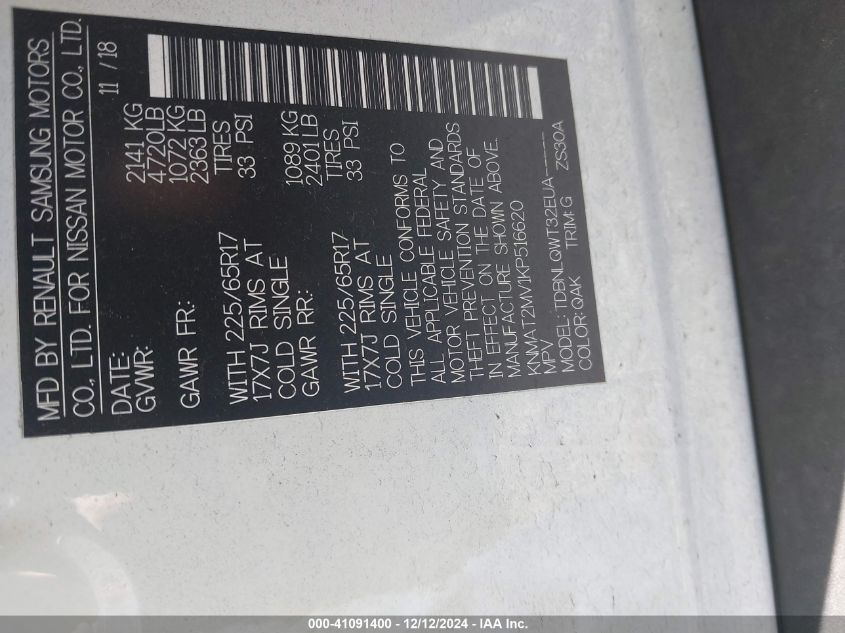 MFD BY RENAULT SAMSUNG MOTORS
CO., LTD. FOR NISSAN MOTOR CO., LTD.
DATE: 11 / 18
GVWR: 2141 KG
4720LB
GAWR FR: 1072 KG
2363 LB
WITH 225/65R17 TIRES
17X7J RIMS AT 33 PSI
COLD SINGLE
GAWR RR: 1089 KG
2401 LB
WITH 225/65R17 TIRES
17X7J RIMS AT 33 PSI
COLD SINGLE
THIS VEHICLE CONFORMS TO
ALL APPLICABLE FEDERAL
MOTOR VEHICLE SAFETY AND
THEFT PREVENTION STANDARDS
IN EFFECT ON THE DATE OF
MANUFACTURE SHOWN ABOVE.
KNMAT2MV1KP516620
MPV
MODEL: TDBNLQWT32EUA-----
COLOR: QAK TRIM: G ZS30A
000-41091400 - 12/12/2024 - IAA Inc.